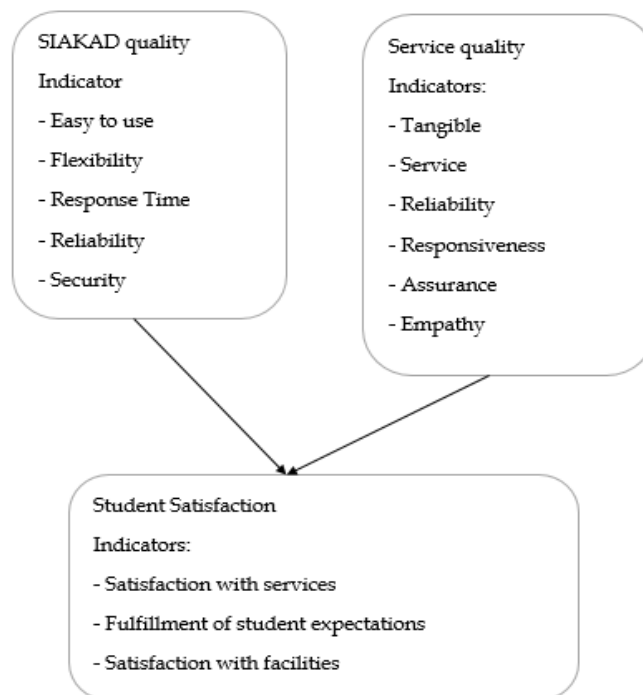 SIAKAD quality
Indicator
- Easy to use
- Flexibility
- Response Time
- Reliability
- Security
Service quality
Indicators:
- Tangible
- Service
- Reliability
- Responsiveness
- Assurance
- Empathy
Student Satisfaction
Indicators:
- Satisfaction with services
- Fulfillment of student expectations
- Satisfaction with facilities